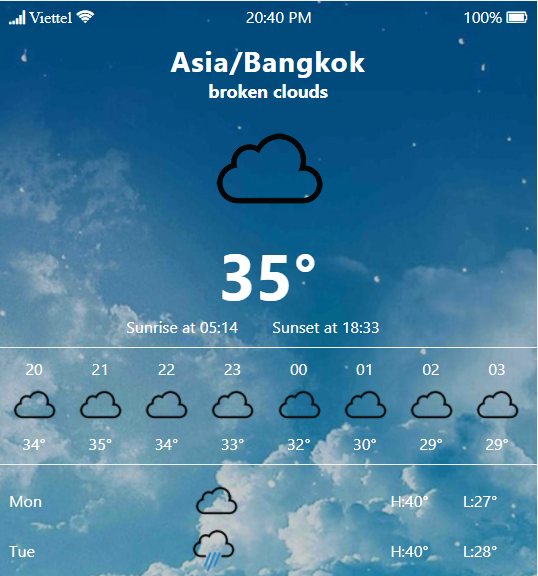 Viettel 20:40 PM 100%
Asia/Bangkok
broken clouds
35°
Sunrise at 05:14 Sunset at 18:33
20 21 22 23 00 01 02 03
34° 35° 34° 33° 32° 30° 29° 29°
Mon H:40° L:27°
Tue H:40° L:28°